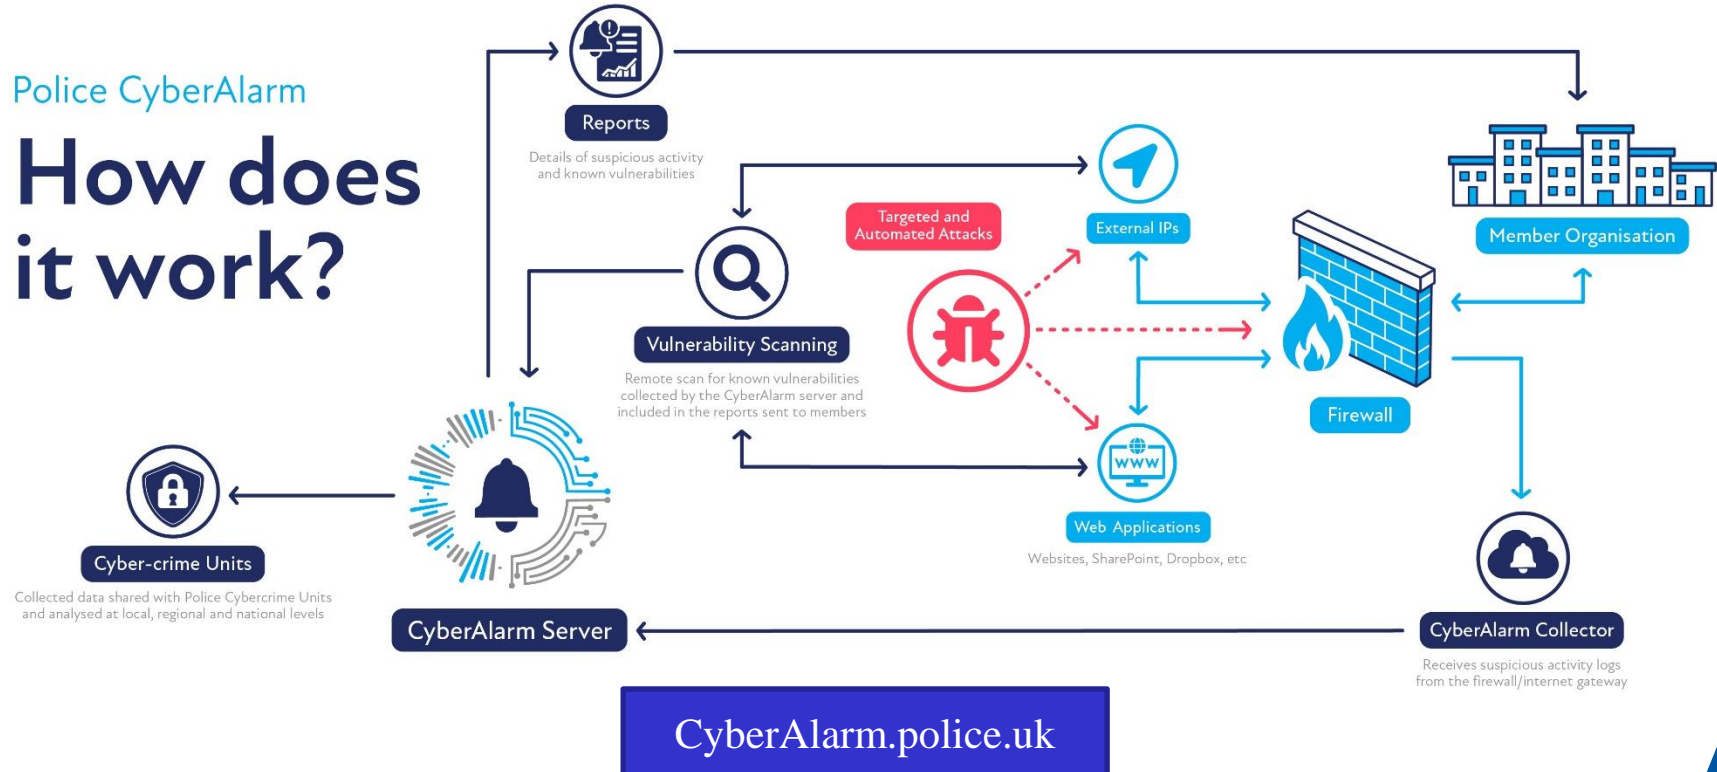 Police CyberAlarm
How does
it work?
Reports
Details of suspicious activity
and known vulnerabilities
Targeted and
Automated Attacks
External IPs
Member Organisation
Vulnerability Scanning
Remote scan for known vulnerabilities
collected by the CyberAlarm server and
included in the reports sent to members
Firewall
WWW
Web Applications
Websites, SharePoint, Dropbox, etc
Cyber-crime Units
Collected data shared with Police Cybercrime Units
and analysed at local, regional and national levels
CyberAlarm Server
CyberAlarm Collector
Receives suspicious activity logs
from the firewall/internet gateway
CyberAlarm.police.uk